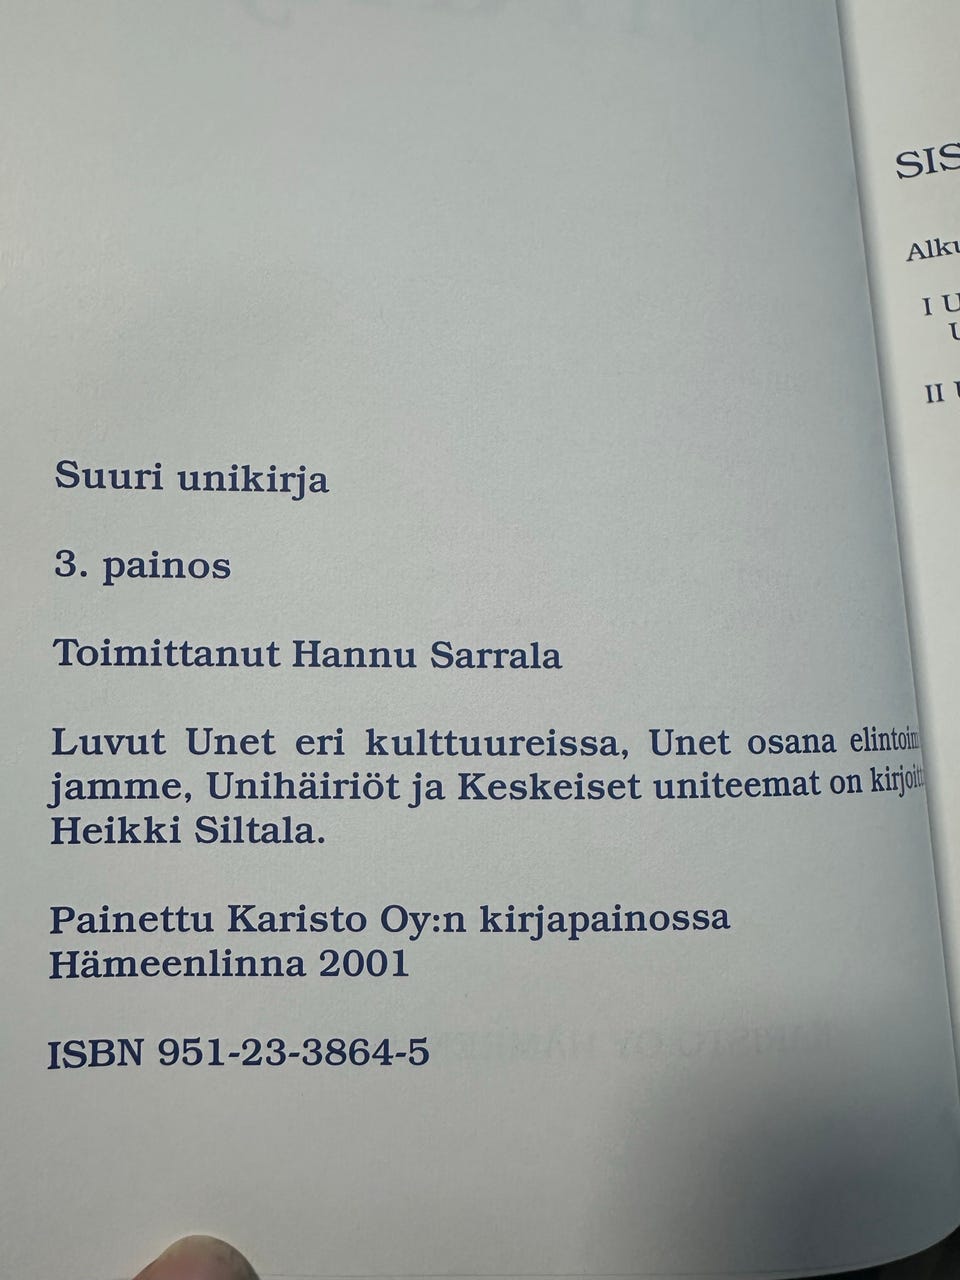 Suuri unikirja
3. painos
Toimittanut Hannu Sarrala
Luvut Unet eri kulttuureissa, Unet osana
jamme, Unihäiriöt ja Keskeiset uniteemat on
Heikki Siltala.
Painettu Karisto Oy:n kirjapainossa
Hämeenlinna 2001
ISBN 951-23-3864-5
I
II